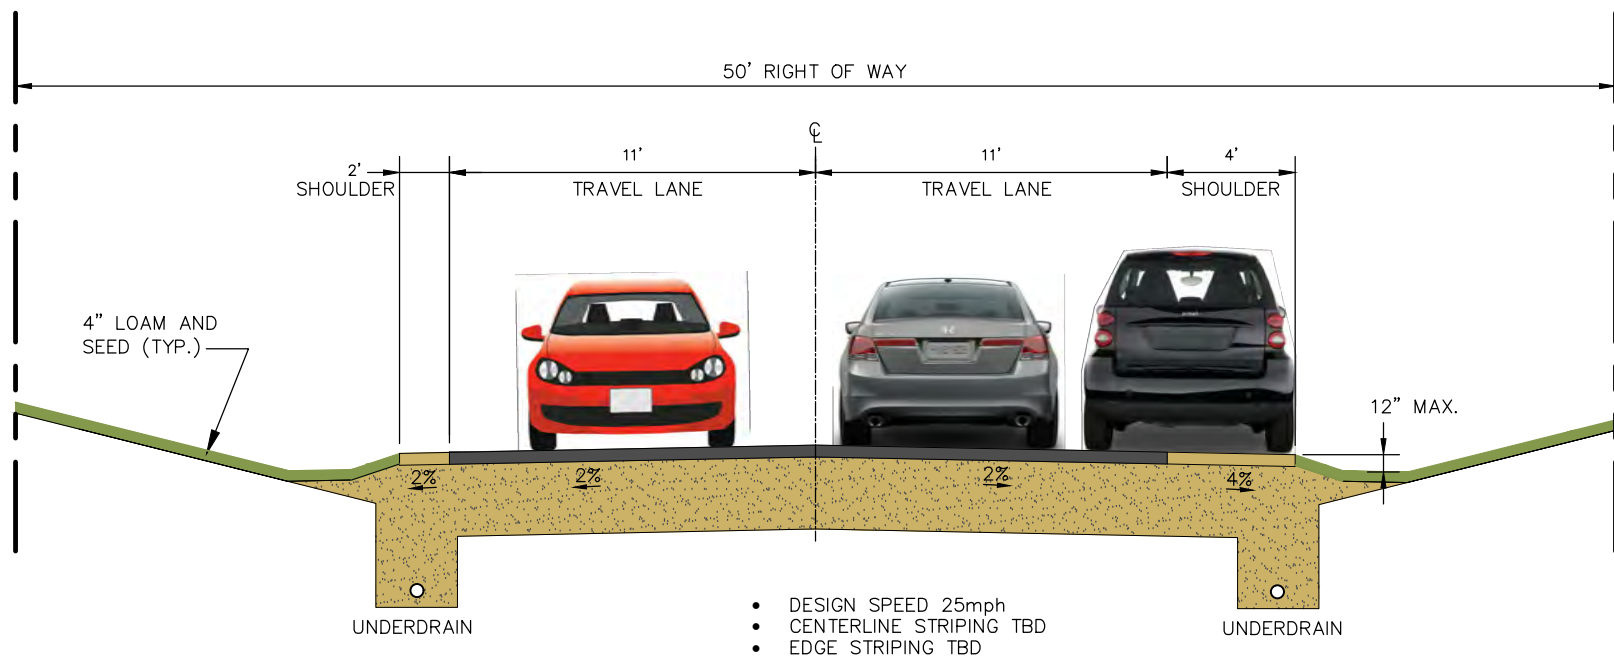 50' RIGHT OF WAY
℄
2'
SHOULDER
11'
TRAVEL LANE
11'
TRAVEL LANE
4'
SHOULDER
4" LOAM AND
SEED (TYP.)
12" MAX.
2%
2%
2%
4%
UNDERDRAIN
UNDERDRAIN
• DESIGN SPEED 25mph
• CENTERLINE STRIPING TBD
• EDGE STRIPING TBD